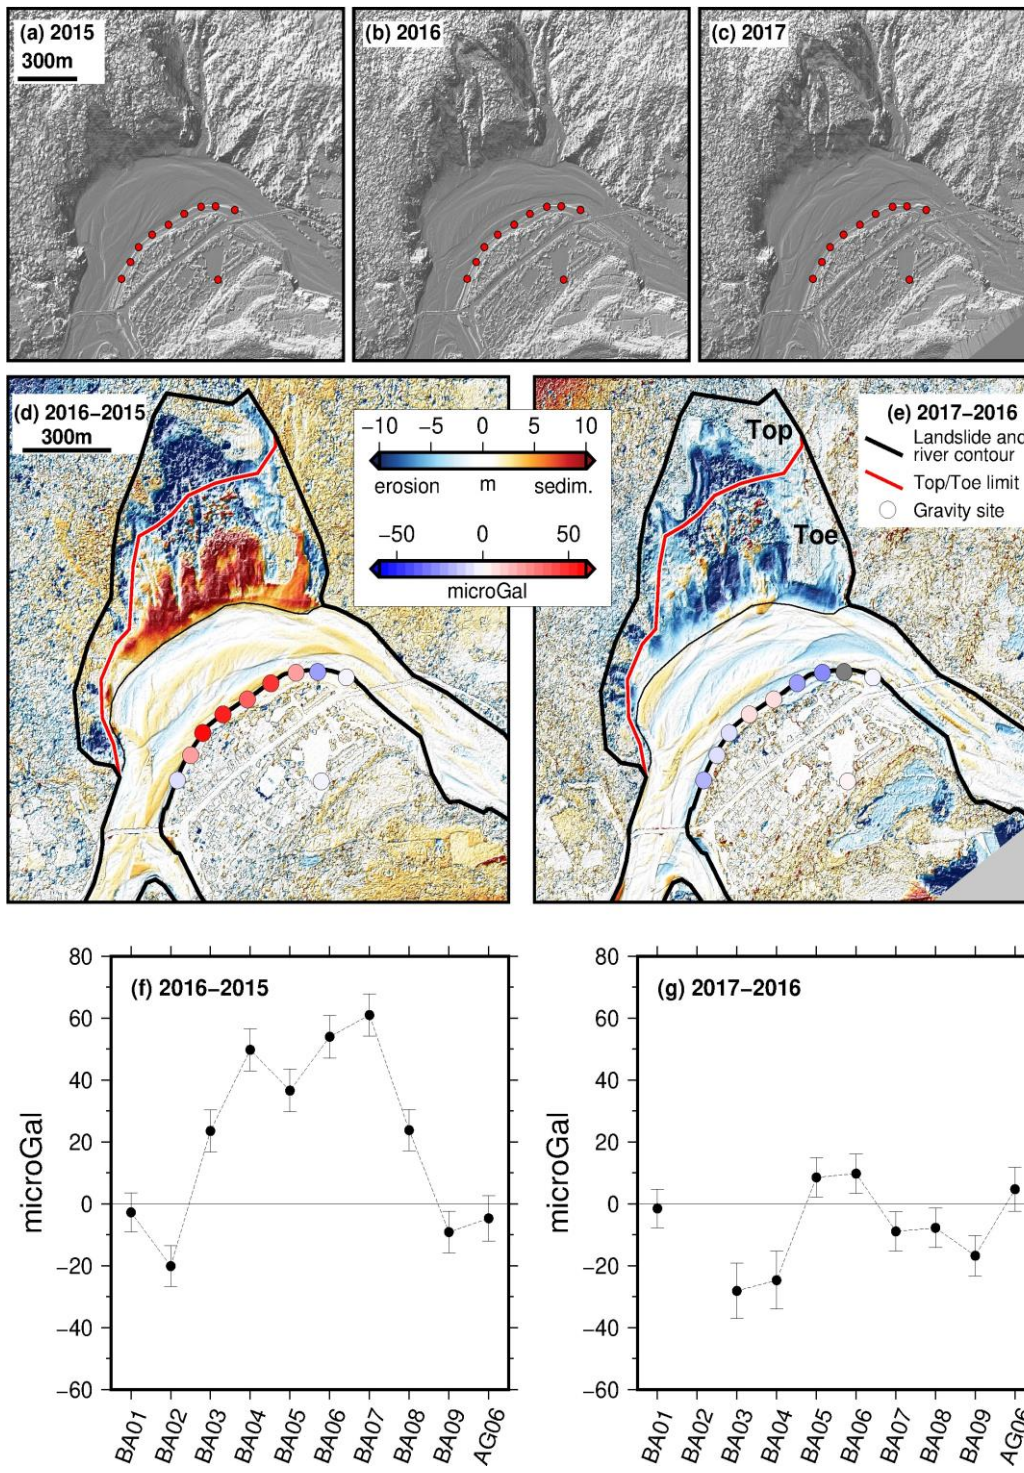 (a) 2015
300m
(b) 2016
(c) 2017
(d) 2016–2015
300m
−10 −5 0 5 10
erosion m sedim.
−50 0 50
microGal
Top
Toe
(e) 2017–2016
Landslide and
river contour
Top/Toe limit
Gravity site
(f) 2016–2015
80
60
40
20
0
−20
−40
−60
microGal
BA01
BA02
BA03
BA04
BA05
BA06
BA07
BA08
BA09
AG06
(g) 2017–2016
80
60
40
20
0
−20
−40
−60
microGal
BA01
BA02
BA03
BA04
BA05
BA06
BA07
BA08
BA09
AG06